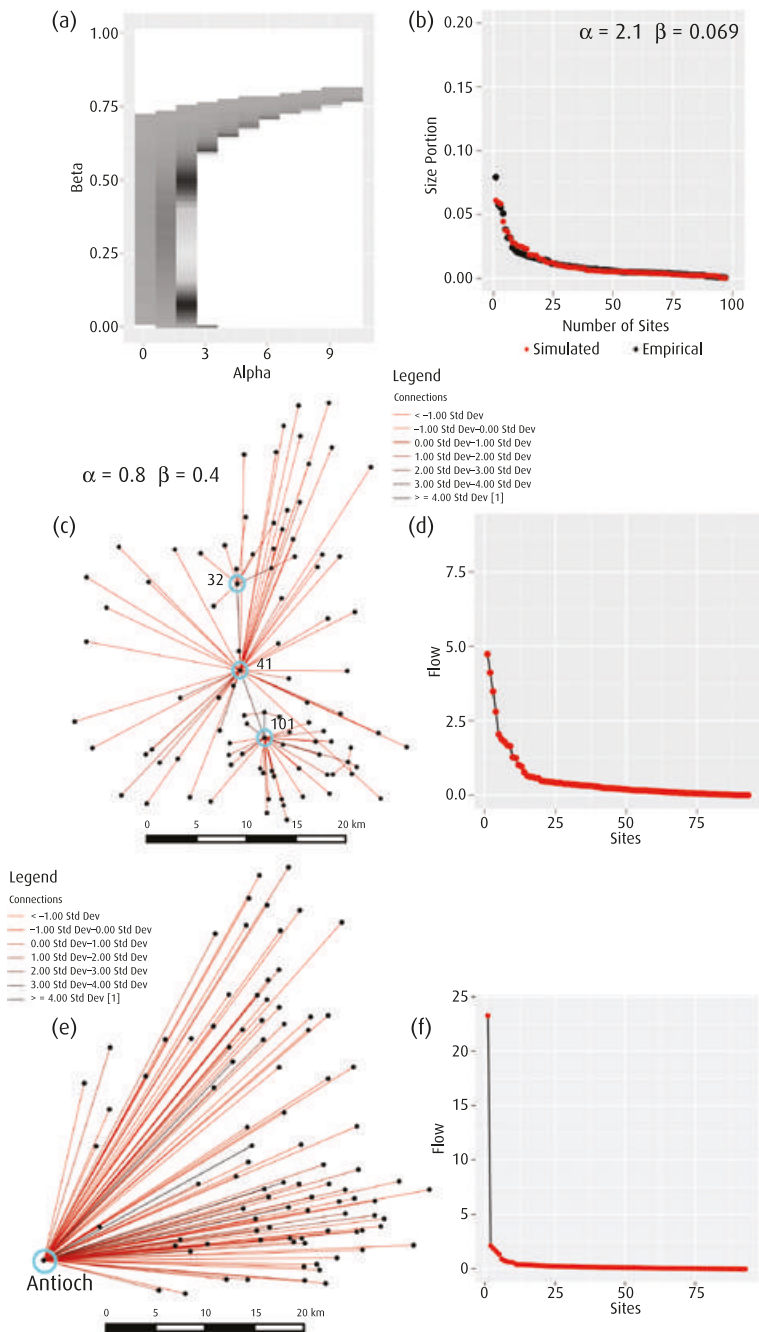 (a)
1.00
0.75
0.50
0.25
0.00
Beta
0 3 6 9
Alpha
(b)
α = 2.1 β = 0.069
0.20
0.15
0.10
0.05
0.00
Size Portion
0 25 50 75 100
Number of Sites
Simulated Empirical
Legend
Connections
< –1.00 Std Dev
–1.00 Std Dev–0.00 Std Dev
0.00 Std Dev–1.00 Std Dev
1.00 Std Dev–2.00 Std Dev
2.00 Std Dev–3.00 Std Dev
3.00 Std Dev–4.00 Std Dev
> = 4.00 Std Dev [1]
α = 0.8 β = 0.4
(c)
32
41
101
0 5 10 15 20 km
(d)
7.5
5.0
2.5
0.0
Flow
0 25 50 75
Sites
Legend
Connections
< –1.00 Std Dev
–1.00 Std Dev–0.00 Std Dev
0.00 Std Dev–1.00 Std Dev
1.00 Std Dev–2.00 Std Dev
2.00 Std Dev–3.00 Std Dev
3.00 Std Dev–4.00 Std Dev
> = 4.00 Std Dev [1]
(e)
Antioch
0 5 10 15 20 km
(f)
25
20
15
10
5
0
Flow
0 25 50 75
Sites